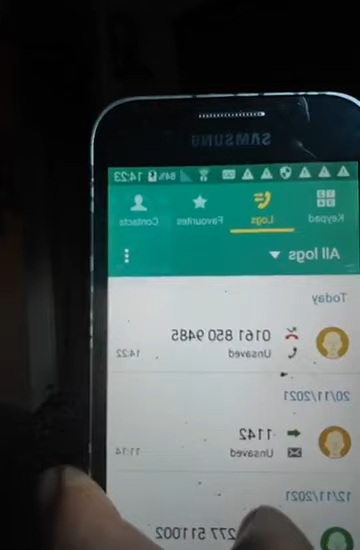 SAMSUNG
84% 14:23
Keypad Logs Favourites Contacts
All logs
Today
0161 850 9485
Unsaved 14:22
20/11/2021
1142
Unsaved 11:14
12/11/2021
277 511002